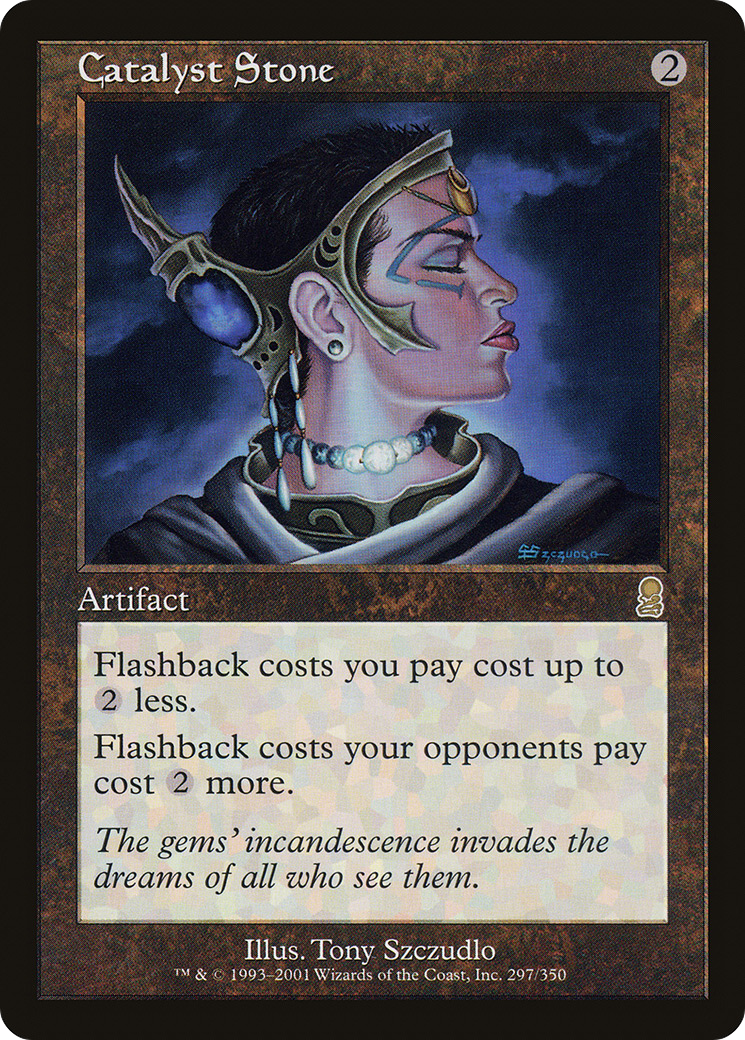 Catalyst Stone 2
SZCZUDLO
Artifact
Flashback costs you pay cost up to
2 less.
Flashback costs your opponents pay
cost 2 more.
The gems' incandescence invades the
dreams of all who see them.
Illus. Tony Szczudlo
™ & © 1993–2001 Wizards of the Coast, Inc. 297/350